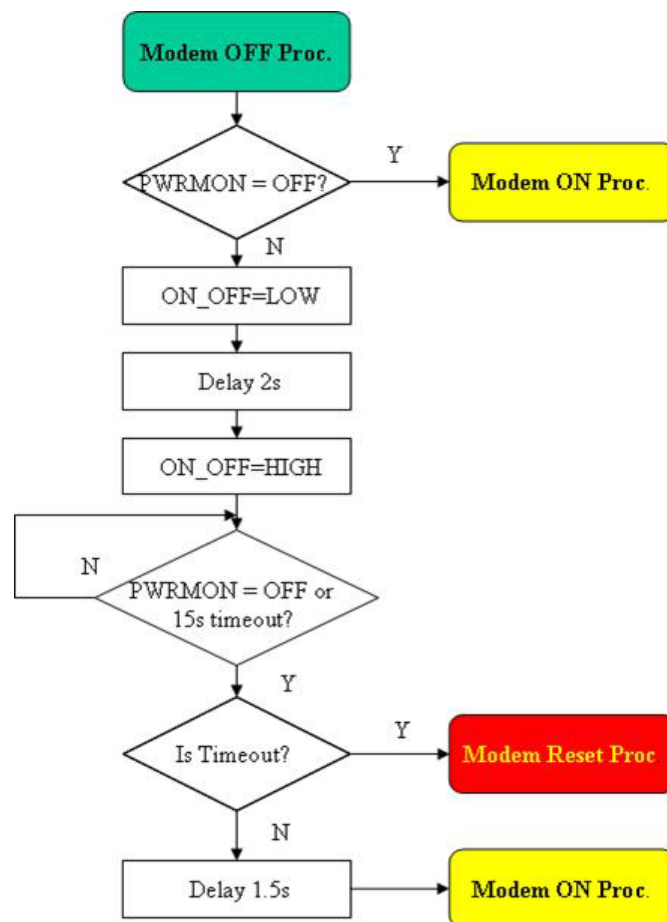 Modem OFF Proc.
Y
PWRMON = OFF?
Modem ON Proc.
N
ON_OFF=LOW
Delay 2s
ON_OFF=HIGH
N
PWRMON = OFF or
15s timeout?
Y
Is Timeout?
Y
Modem Reset Proc
N
Delay 1.5s
Modem ON Proc.